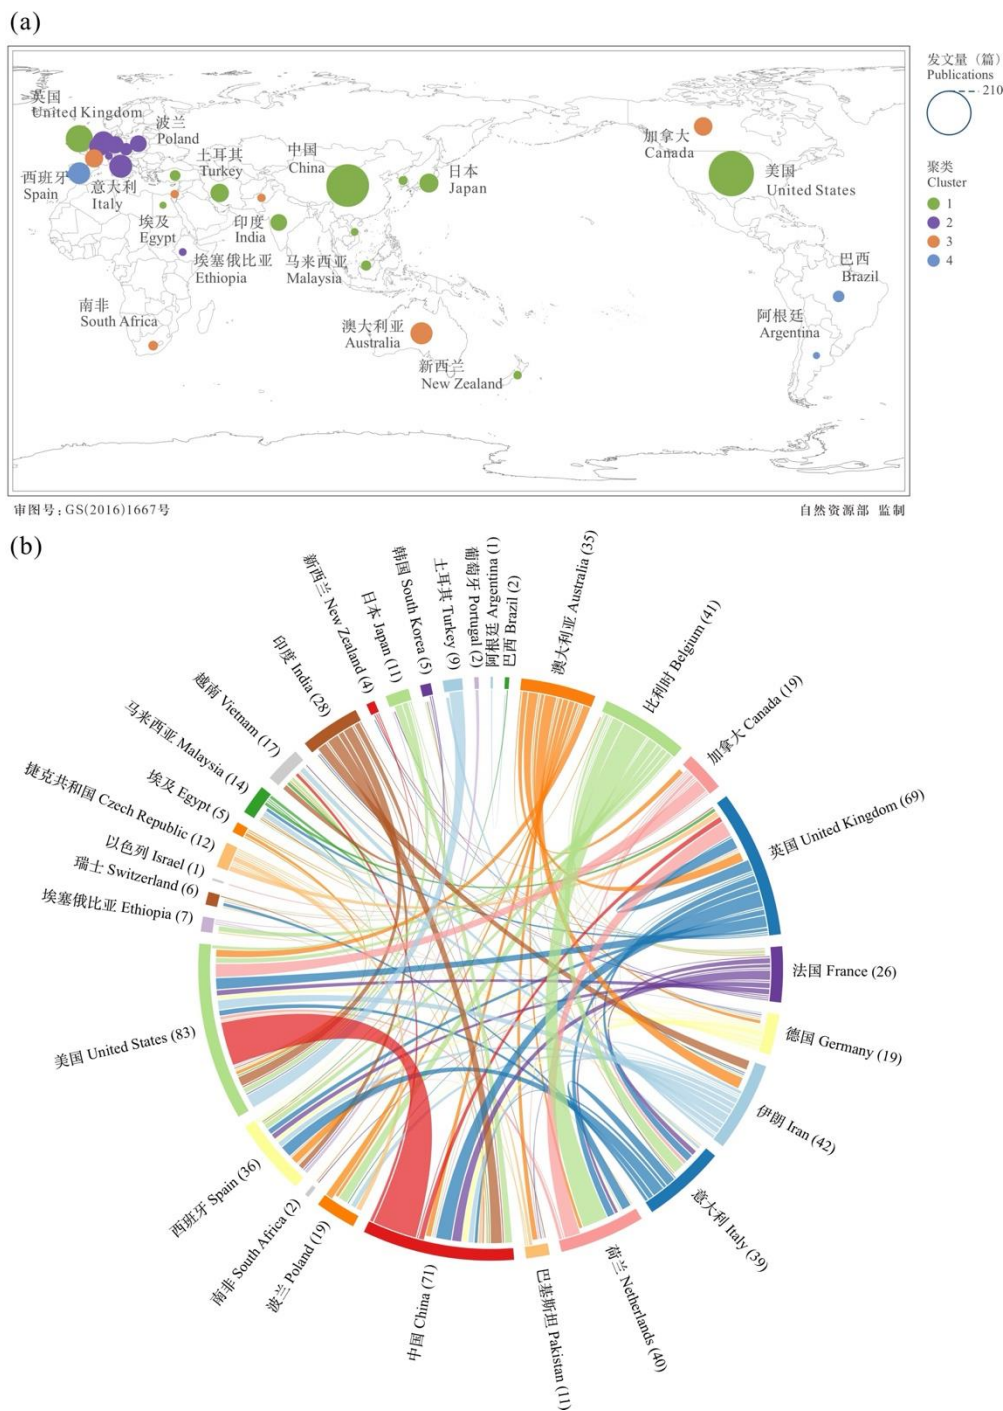 (a)
发文量（篇）
Publications
210
聚类
Cluster
1
2
3
4
英国
United Kingdom
波兰
Poland
西班牙
Spain
意大利
Italy
土耳其
Turkey
中国
China
日本
Japan
加拿大
Canada
美国
United States
埃及
Egypt
印度
India
埃塞俄比亚
Ethiopia
马来西亚
Malaysia
巴西
Brazil
南非
South Africa
澳大利亚
Australia
阿根廷
Argentina
新西兰
New Zealand
审图号:GS(2016)1667号
自然资源部 监制
(b)
澳大利亚 Australia (35)
比利时 Belgium (41)
加拿大 Canada (19)
英国 United Kingdom (69)
法国 France (26)
德国 Germany (19)
伊朗 Iran (42)
意大利 Italy (39)
荷兰 Netherlands (40)
巴基斯坦 Pakistan (11)
中国 China (71)
波兰 Poland (19)
南非 South Africa (2)
西班牙 Spain (36)
美国 United States (83)
埃塞俄比亚 Ethiopia (7)
瑞士 Switzerland (6)
以色列 Israel (1)
捷克共和国 Czech Republic (12)
埃及 Egypt (5)
马来西亚 Malaysia (14)
越南 Vietnam (17)
印度 India (28)
新西兰 New Zealand (4)
日本 Japan (11)
韩国 South Korea (5)
土耳其 Turkey (9)
葡萄牙 Portugal (2)
阿根廷 Argentina (1)
巴西 Brazil (2)